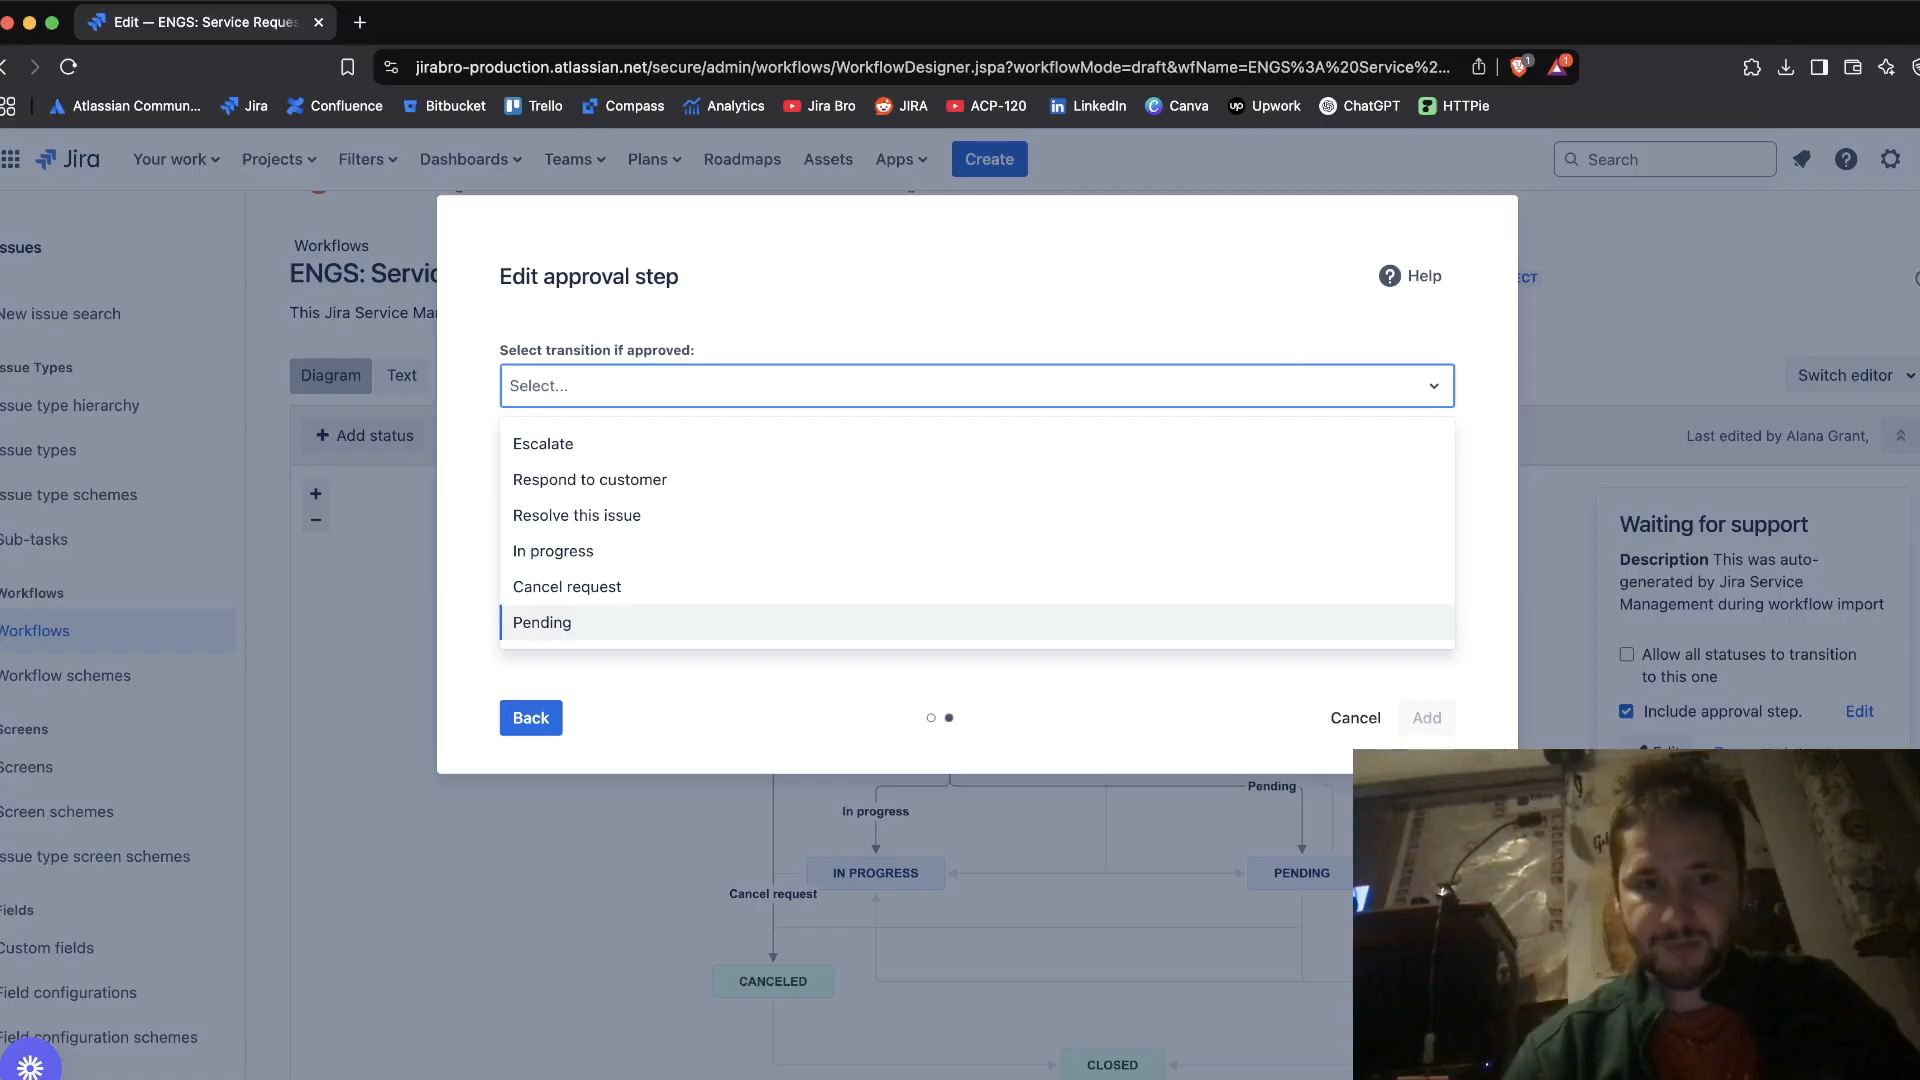 Edit — ENGS: Service Reques
jirabro-production.atlassian.net/secure/admin/workflows/WorkflowDesigner.jspa?workflowMode=draft&wfName=ENGS%3A%20Service%2...
1
1
Atlassian Commun... Jira Confluence Bitbucket Trello Compass Analytics Jira Bro JIRA ACP-120 LinkedIn Canva Upwork ChatGPT HTTPie
Jira Your work Projects Filters Dashboards Teams Plans Roadmaps Assets Apps Create Search
ssues
New issue search
ssue Types
ssue type hierarchy
ssue types
ssue type schemes
Sub-tasks
Workflows
Workflows
Workflow schemes
Screens
Screens
Screen schemes
ssue type screen schemes
Fields
Custom fields
Field configurations
Field configuration schemes
Workflows
ENGS: Servic
ECT
This Jira Service Ma
Diagram Text
Switch editor
+ Add status
Last edited by Alana Grant,
+
−
Edit approval step
? Help
Select transition if approved:
Select...
Escalate
Respond to customer
Resolve this issue
In progress
Cancel request
Pending
Back
Cancel Add
Waiting for support
Description This was auto-
generated by Jira Service
Management during workflow import
Allow all statuses to transition
to this one
Include approval step. Edit
Pending
In progress
IN PROGRESS
PENDING
Cancel request
CANCELED
CLOSED